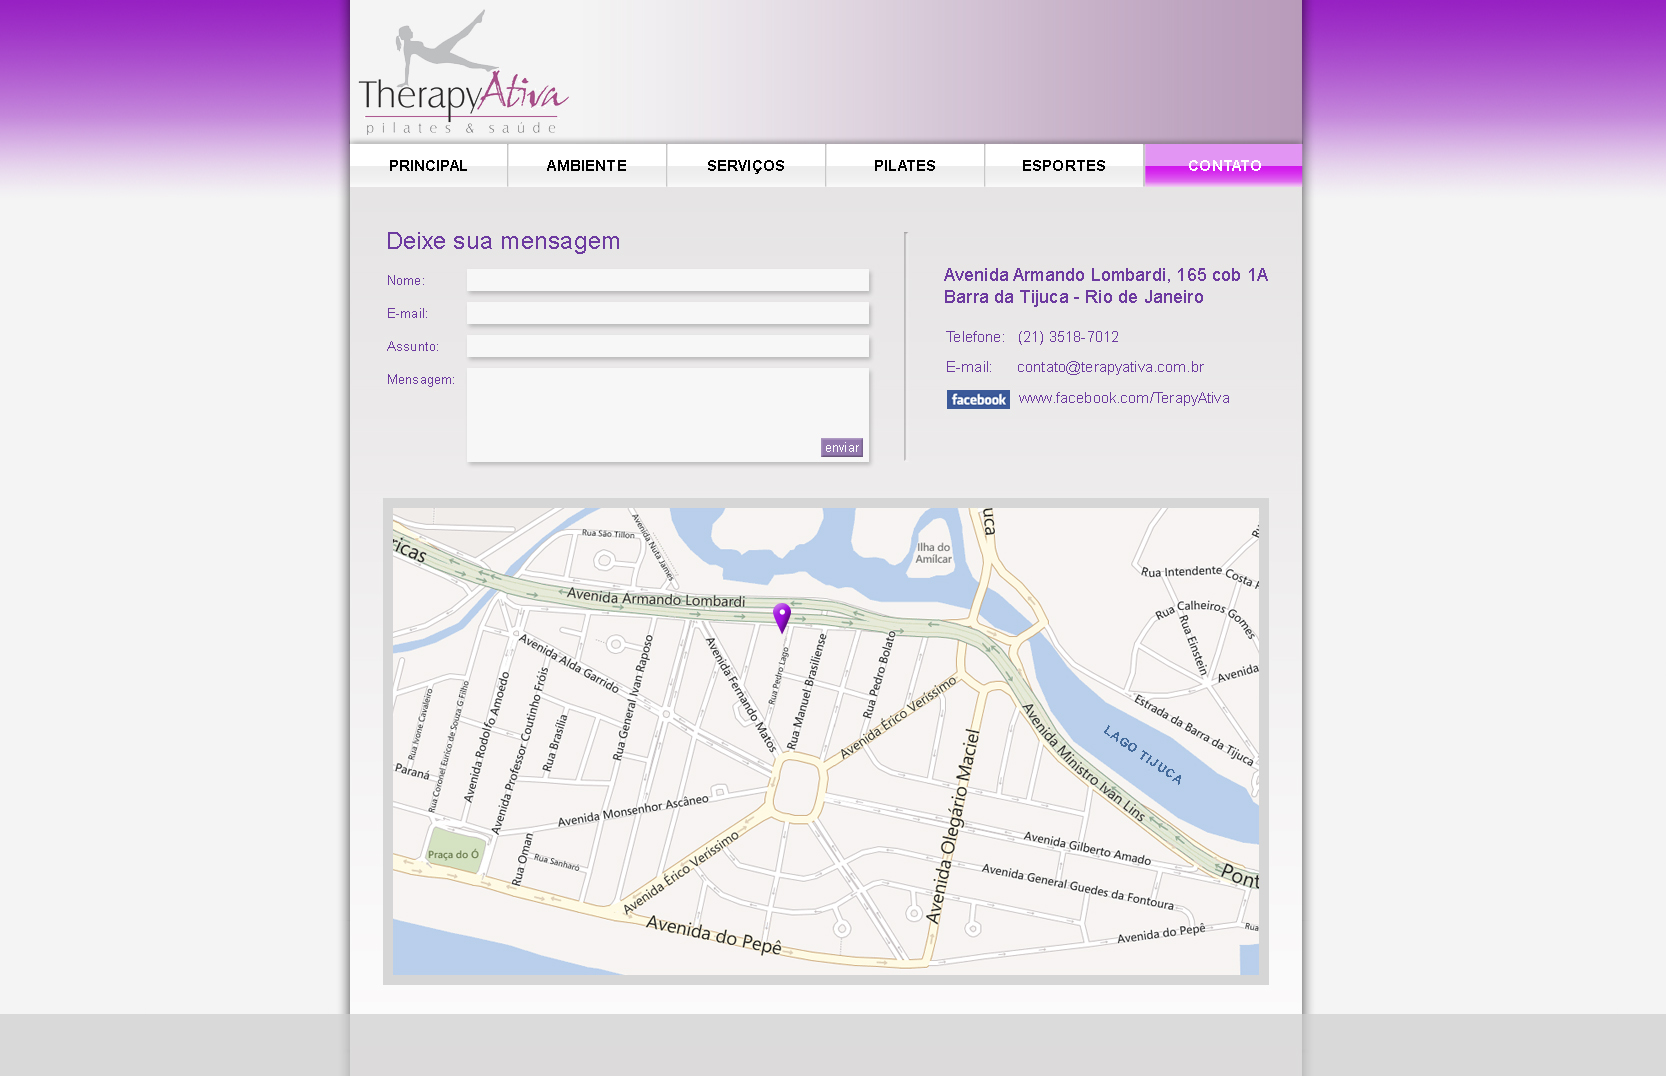 TherapyAtiva
pilates & saúde
PRINCIPAL
AMBIENTE
SERVIÇOS
PILATES
ESPORTES
CONTATO
Deixe sua mensagem
Nome:
E-mail:
Assunto:
Mensagem:
enviar
Avenida Armando Lombardi, 165 cob 1A
Barra da Tijuca - Rio de Janeiro
Telefone: (21) 3518-7012
E-mail: contato@terapyativa.com.br
facebook www.facebook.com/TerapyAtiva
ricas
Rua São Tillon
Avenida Nuta James
uca
Ilha do
Amílcar
Rua Intendente Costa P
R
Rua Calheiros Gomes
Rua Einstein
Avenida
Avenida Armando Lombardi
Avenida Alda Garrido
Rua General Ivan Raposo
Avenida Fernando Matos
Rua Pedro Lago
Rua Manuel Brasiliense
Rua Pedro Bolato
Avenida Érico Veríssimo
Rua Ivone Cavaleiro
Rua Coronel Eurico de Souza G Filho
Avenida Rodolfo Amoedo
Avenida Professor Coutinho Fróis
Rua Brasília
Paraná
Avenida Olegário Maciel
Avenida Ministro Ivan Lins
Estrada da Barra da Tijuca
LAGO TIJUCA
Avenida Monsenhor Ascâneo
Praça do Ó
Rua Oman
Rua Sanharó
Avenida Érico Veríssimo
Avenida Gilberto Amado
Avenida General Guedes da Fontoura
Pont
Avenida do Pepê
Avenida do Pepê
Rua